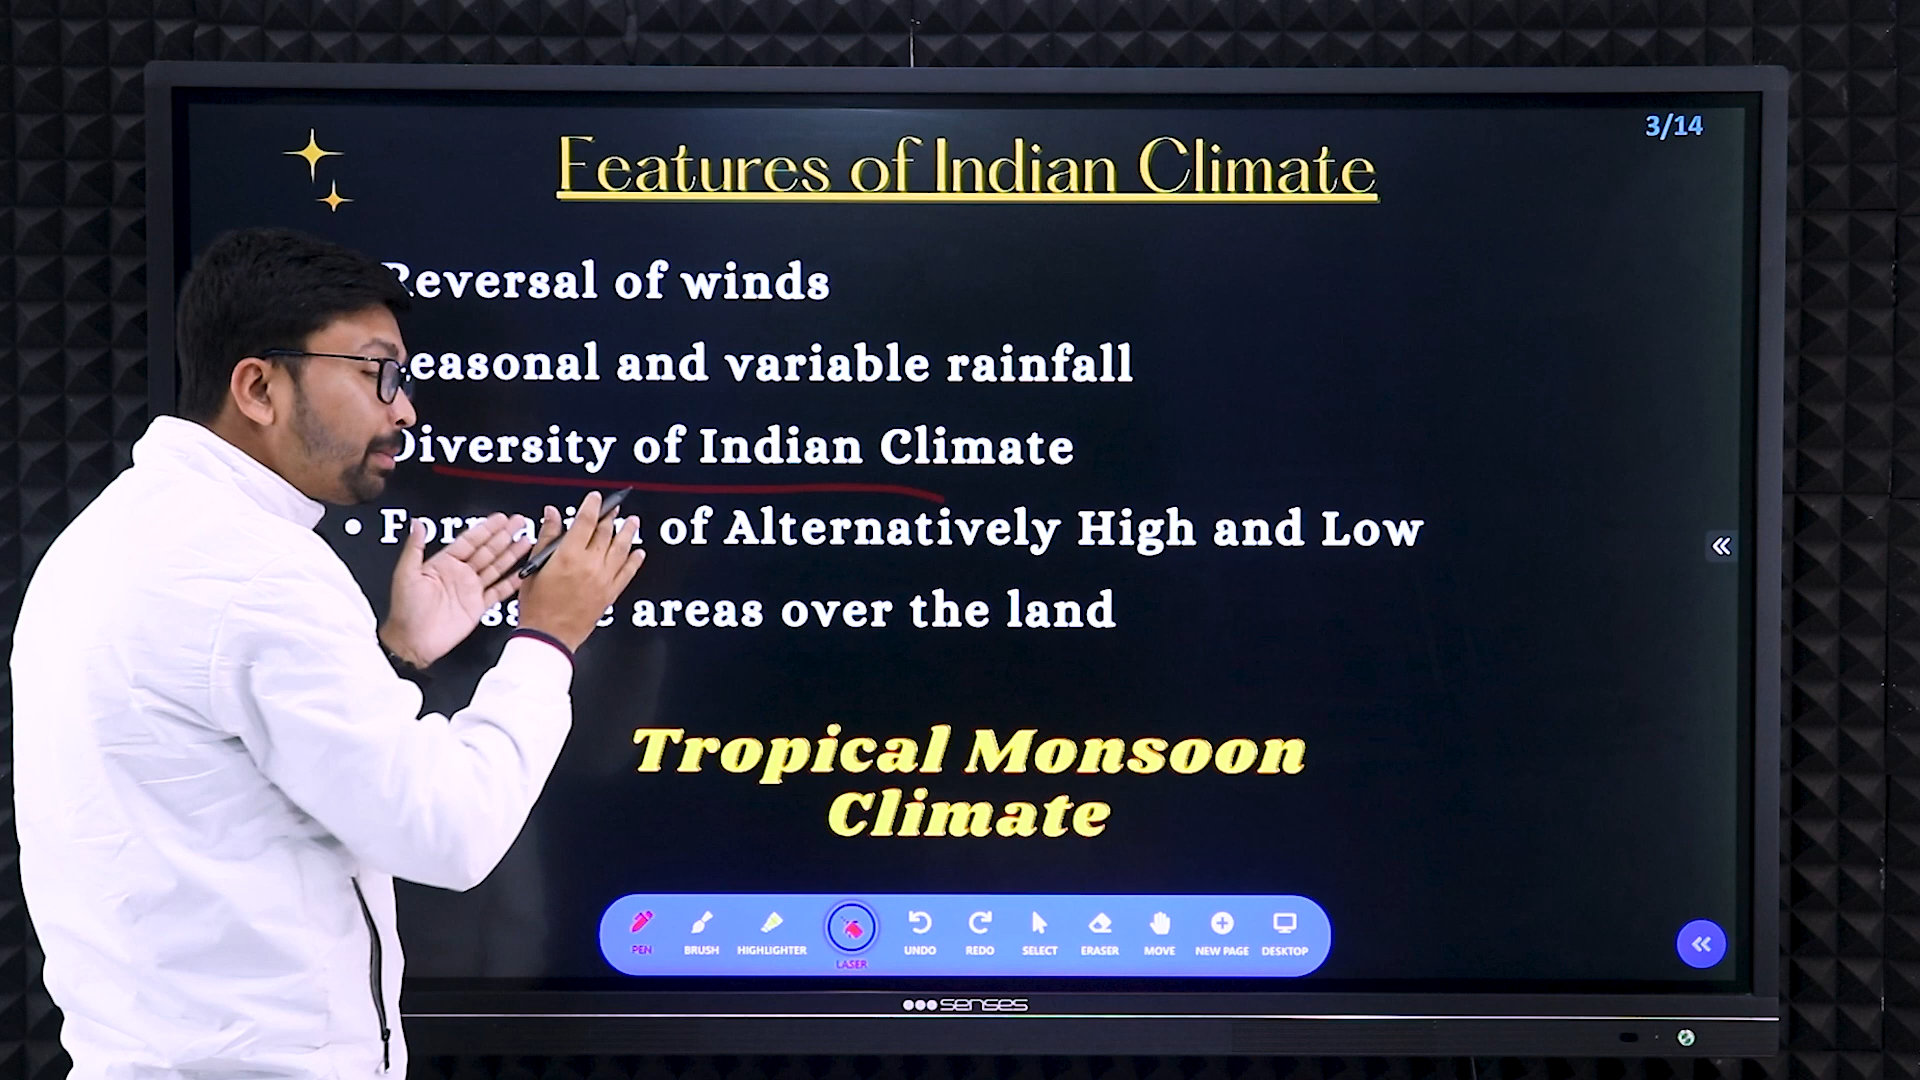 3/14
Features of Indian Climate
Reversal of winds
Seasonal and variable rainfall
Diversity of Indian Climate
• Formation of Alternatively High and Low
areas over the land
Tropical Monsoon
Climate
PEN BRUSH HIGHLIGHTER LASER UNDO REDO SELECT ERASER MOVE NEW PAGE DESKTOP
senses